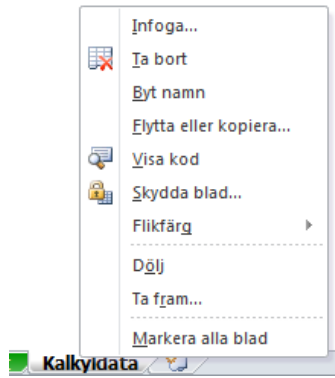 Infoga...
Ta bort
Byt namn
Flytta eller kopiera...
Visa kod
Skydda blad...
Flikfärg
Dölj
Ta fram...
Markera alla blad
Kalkyldata